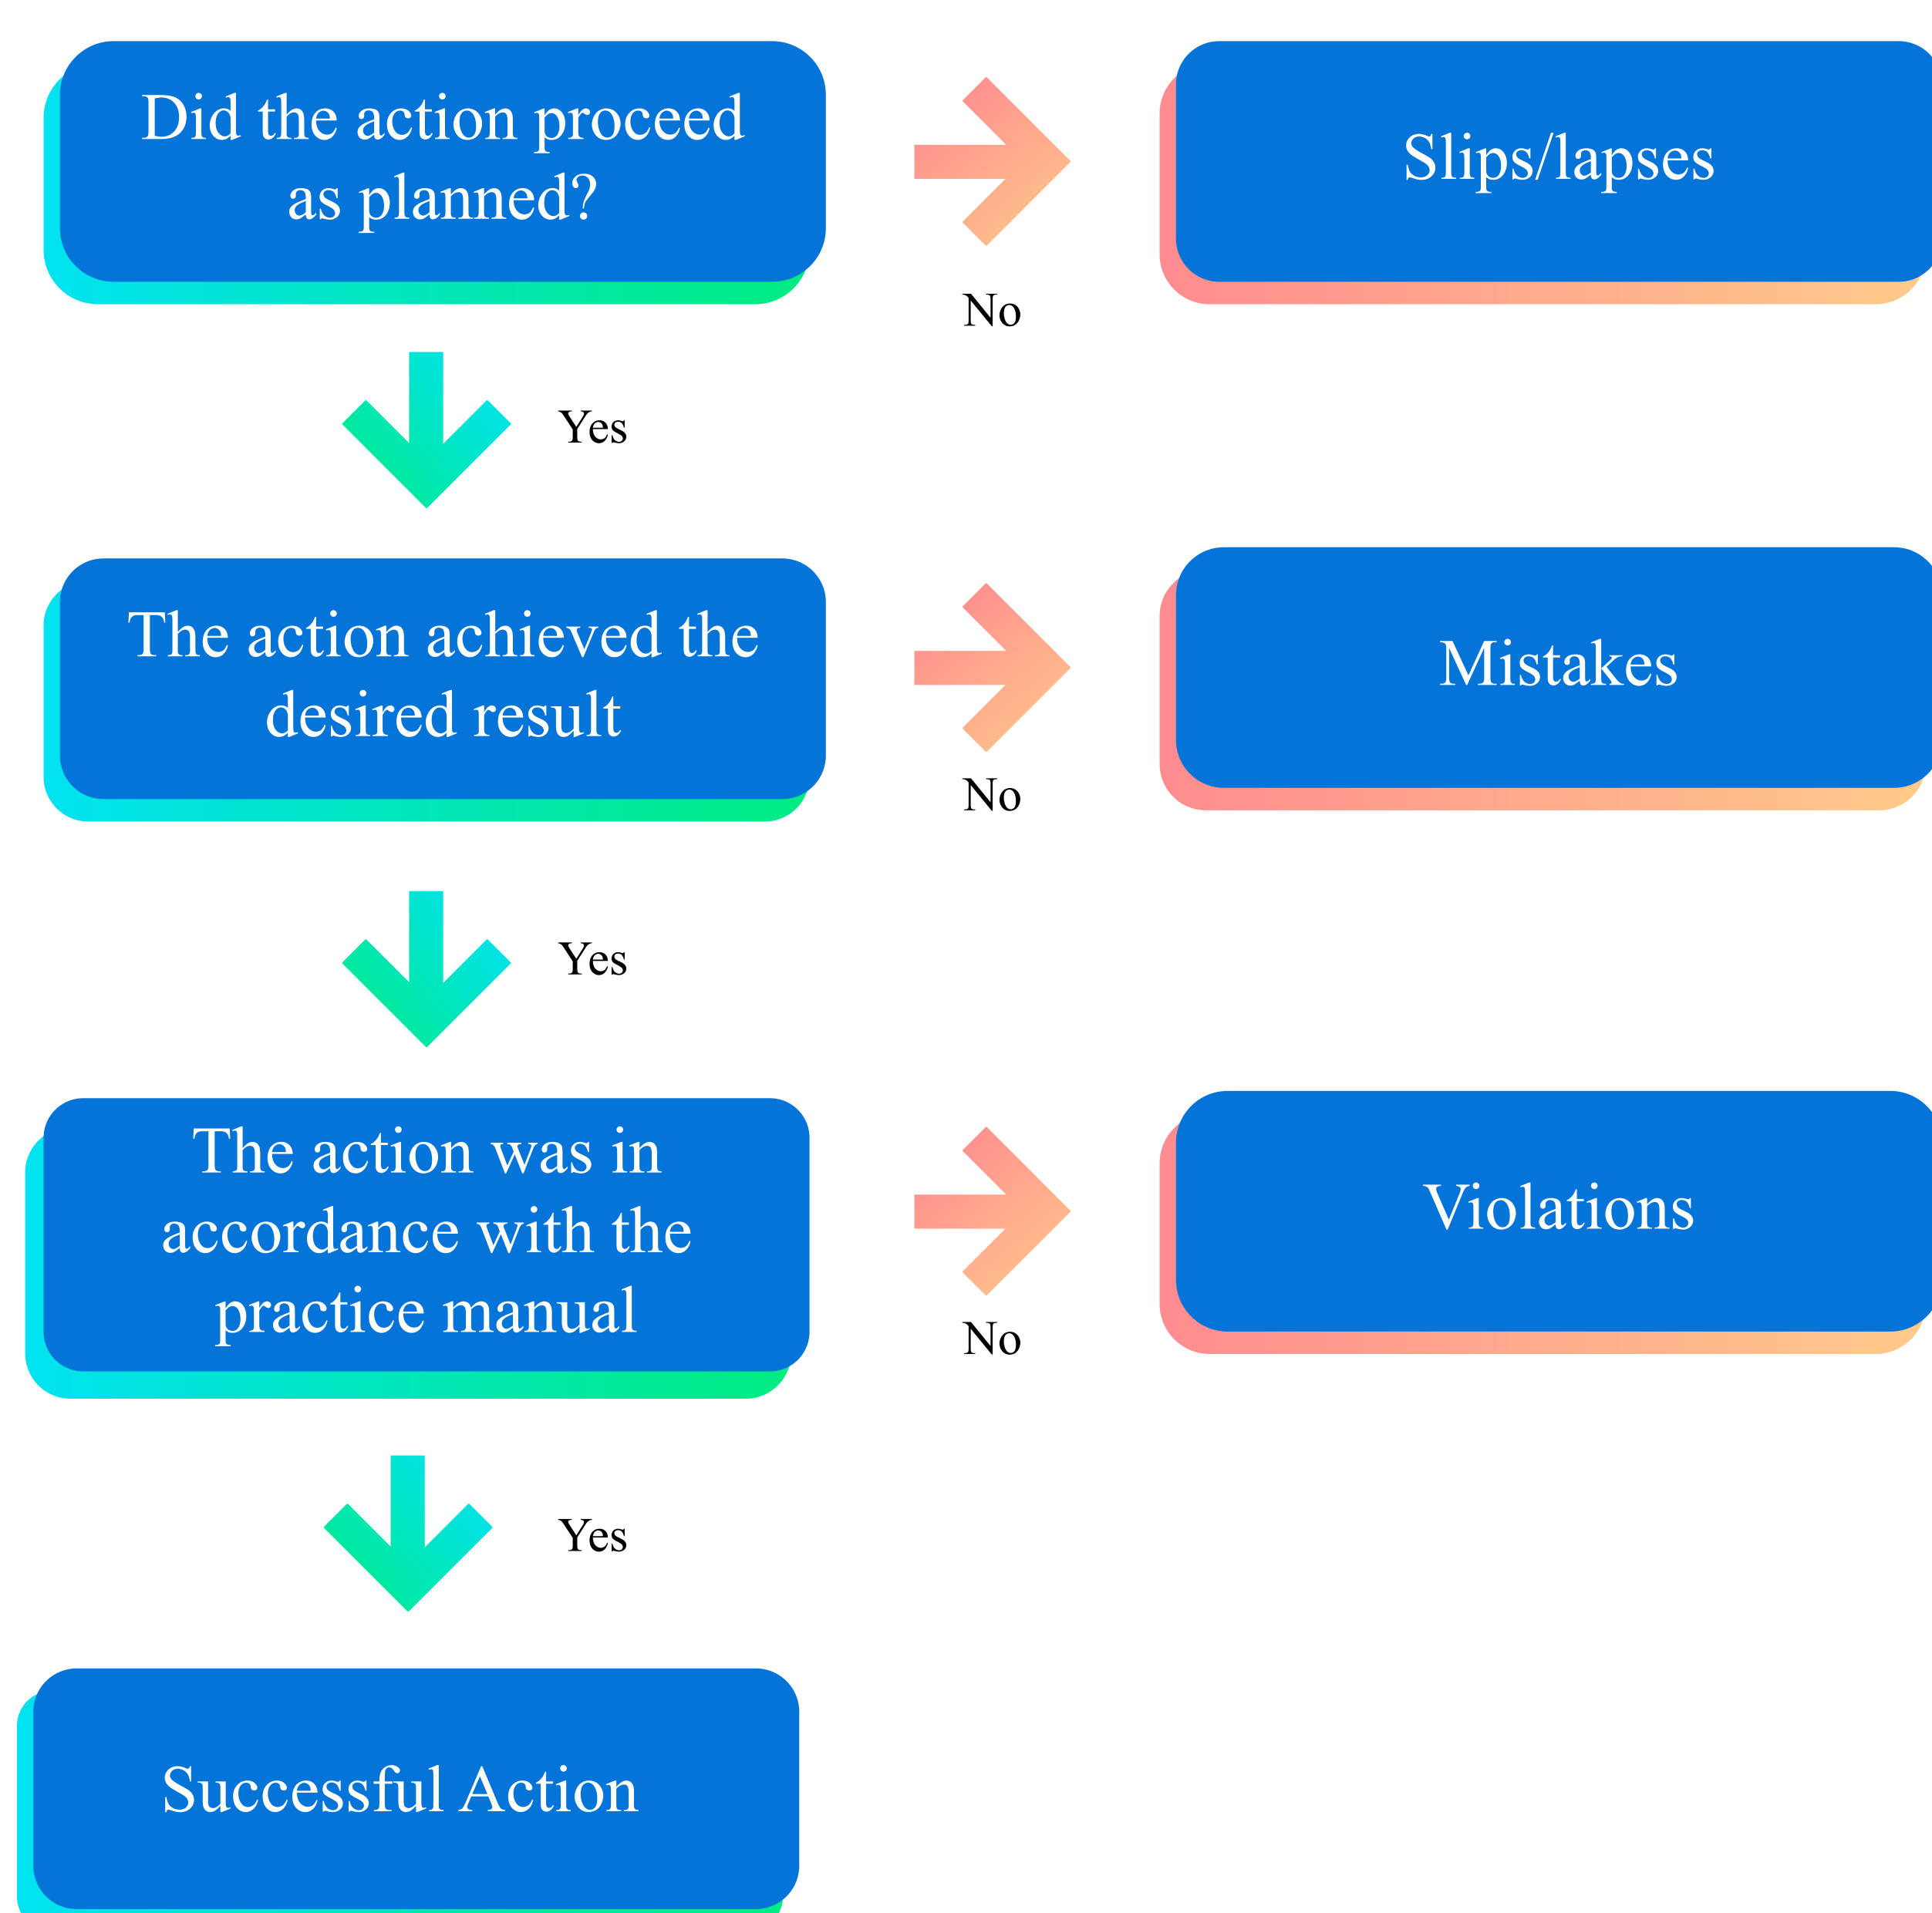 Did the action proceed
as planned?
Slip/lapses
No
Yes
The action achieved the
desired result
Mistakes
No
Yes
The action was in
accordance with the
practice manual
Violations
No
Yes
Successful Action